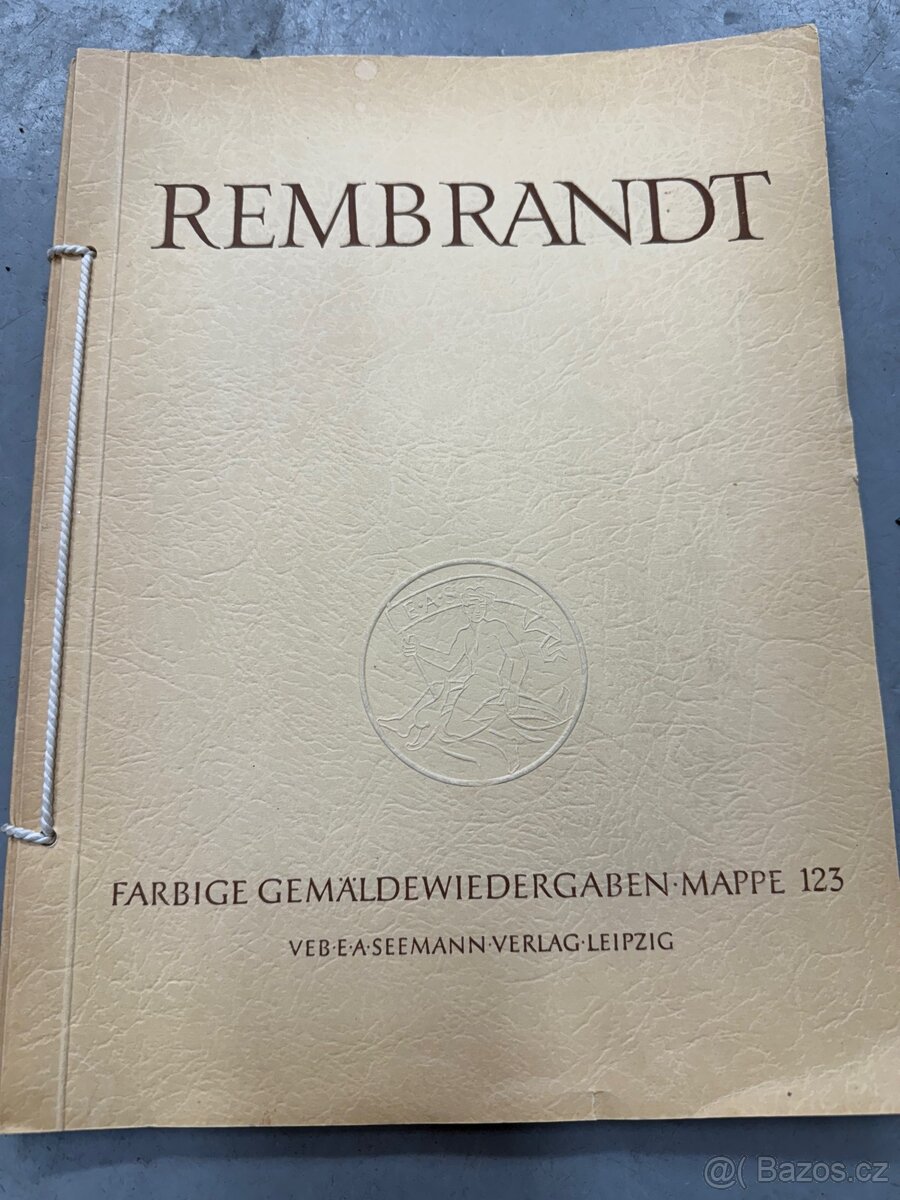 REMBRANDT
E·A·S
FARBIGE GEMÄLDEWIEDERGABEN·MAPPE 123
VEB·E·A·SEEMANN·VERLAG·LEIPZIG
@( Bazos.cz